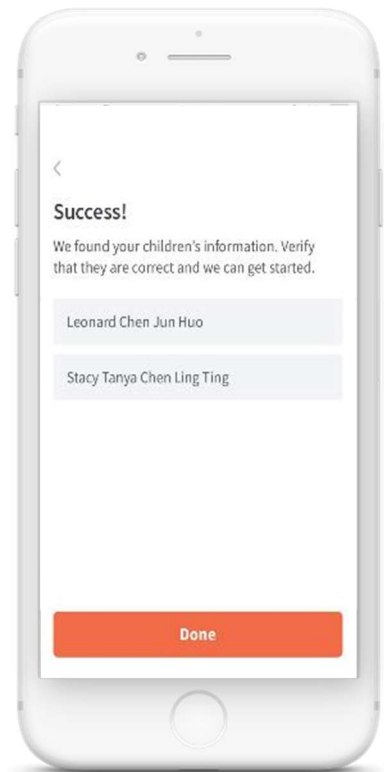 Success!
We found your children's information. Verify
that they are correct and we can get started.
Leonard Chen Jun Huo
Stacy Tanya Chen Ling Ting
Done